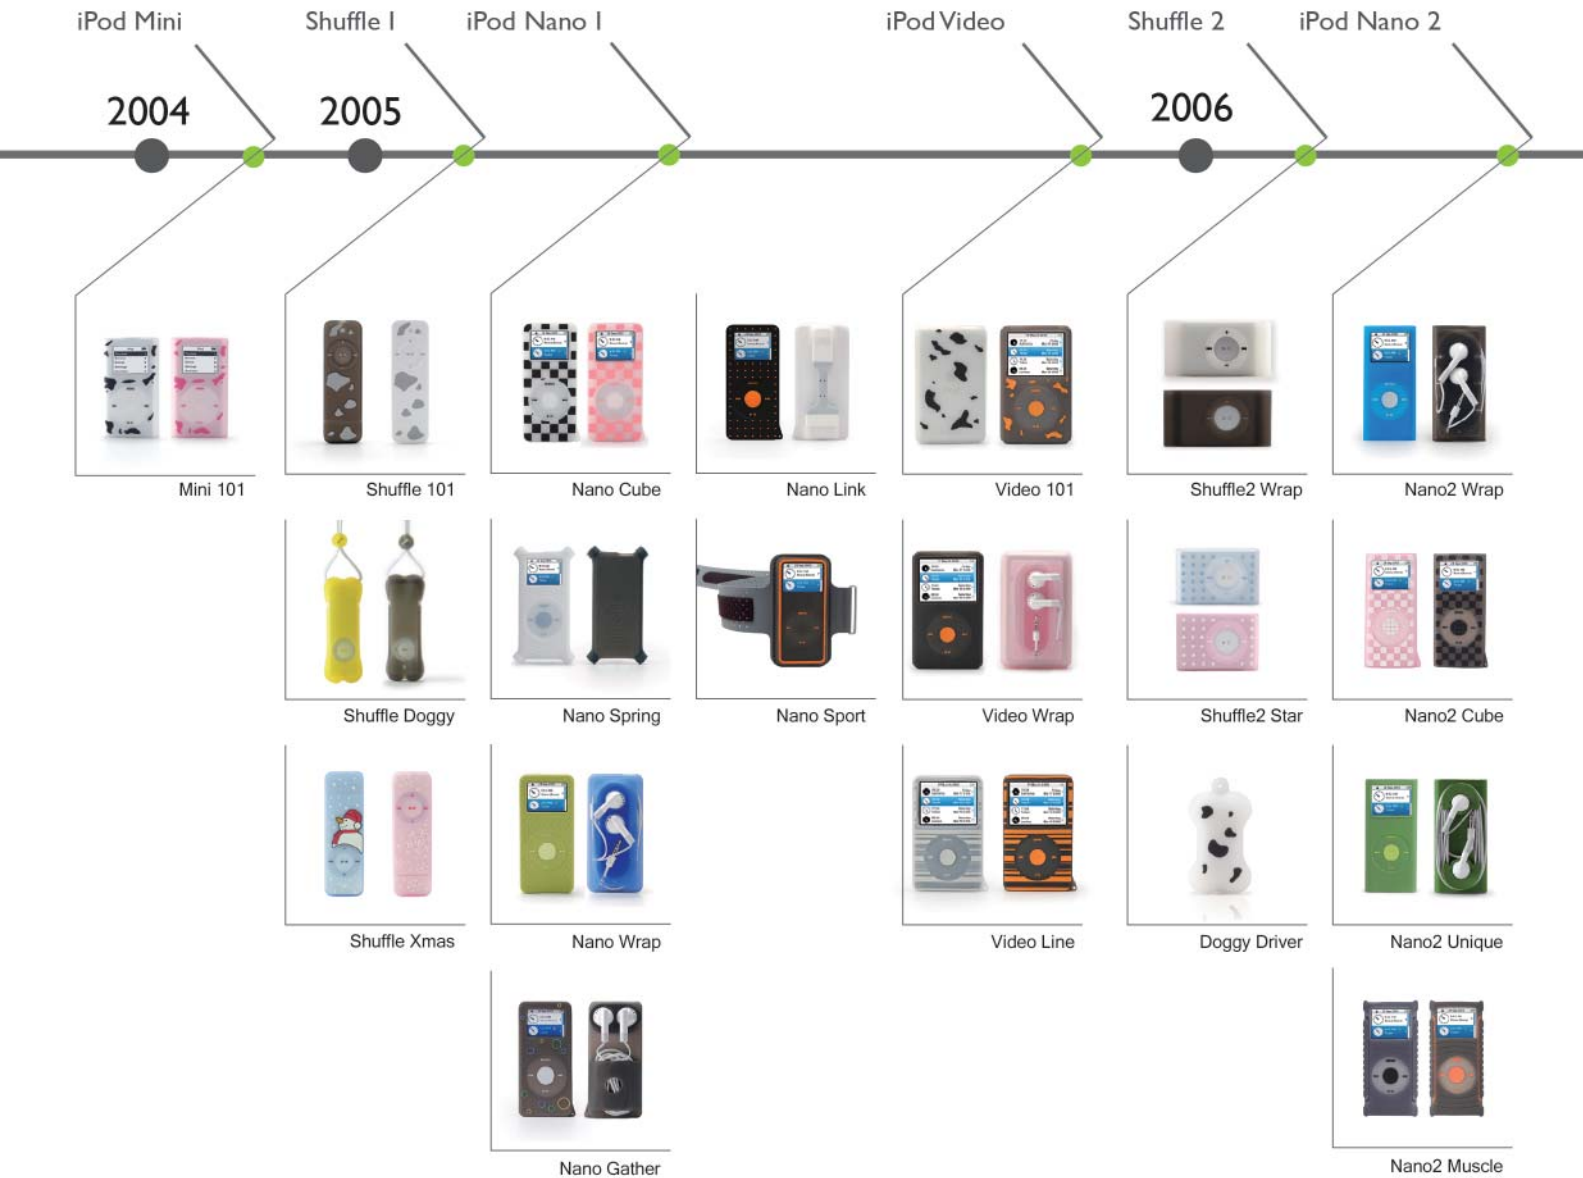 iPod Mini
Shuffle 1
iPod Nano 1
iPod Video
Shuffle 2
iPod Nano 2
2004
2005
2006
Mini 101
Shuffle 101
Nano Cube
Nano Link
Video 101
Shuffle2 Wrap
Nano2 Wrap
Shuffle Doggy
Nano Spring
Nano Sport
Video Wrap
Shuffle2 Star
Nano2 Cube
Shuffle Xmas
Nano Wrap
Video Line
Doggy Driver
Nano2 Unique
Nano Gather
Nano2 Muscle